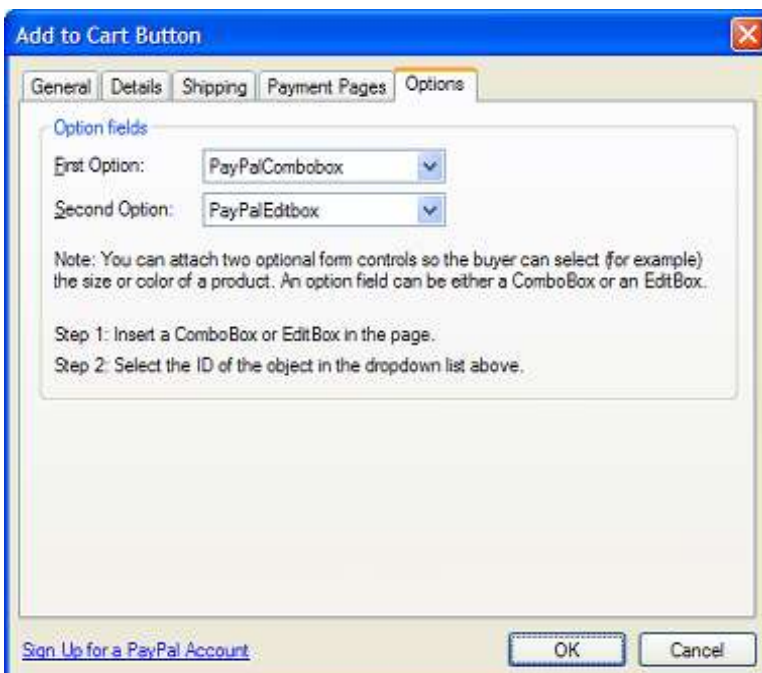 Add to Cart Button
General Details Shipping Payment Pages Options
Option fields
First Option: PayPalCombobox
Second Option: PayPalEditbox
Note: You can attach two optional form controls so the buyer can select (for example)
the size or color of a product. An option field can be either a ComboBox or an EditBox.
Step 1: Insert a ComboBox or EditBox in the page.
Step 2: Select the ID of the object in the dropdown list above.
Sign Up for a PayPal Account OK Cancel